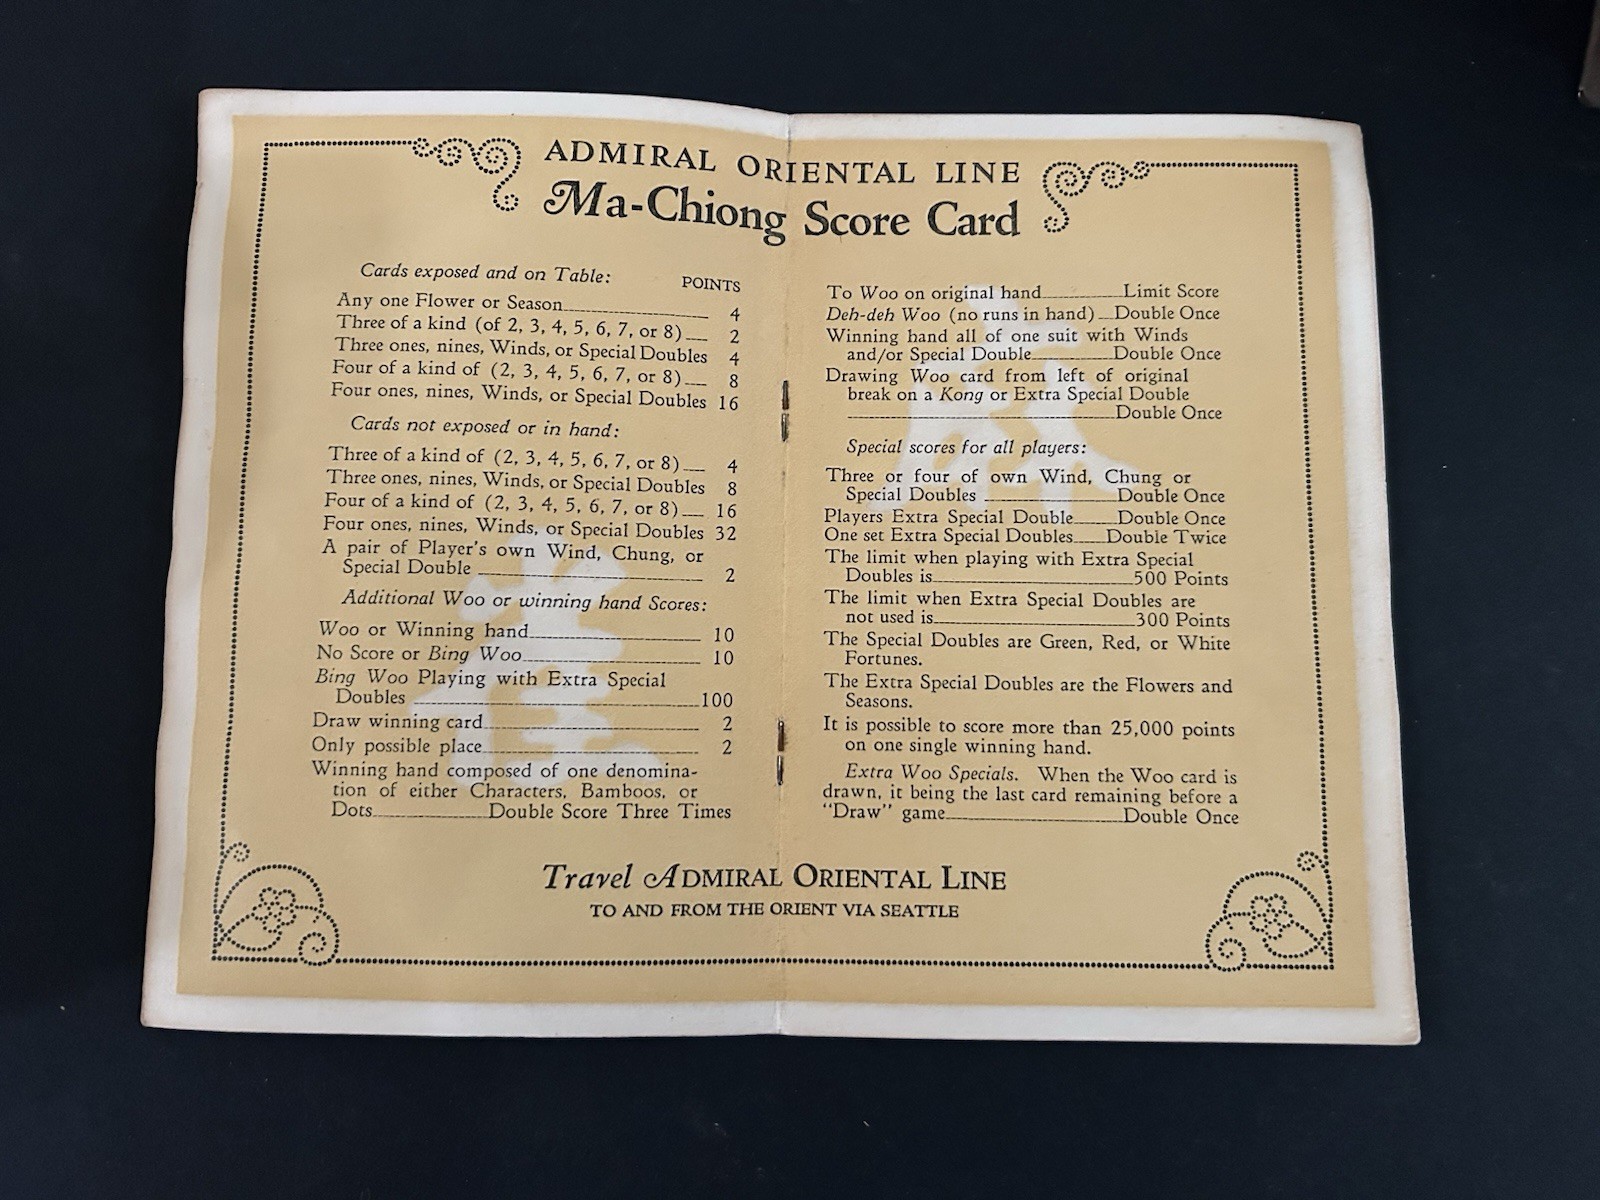 ADMIRAL ORIENTAL LINE
Ma-Chiong Score Card
Cards exposed and on Table: POINTS
Any one Flower or Season 4
Three of a kind (of 2, 3, 4, 5, 6, 7, or 8) 2
Three ones, nines, Winds, or Special Doubles 4
Four of a kind of (2, 3, 4, 5, 6, 7, or 8) 8
Four ones, nines, Winds, or Special Doubles 16
Cards not exposed or in hand:
Three of a kind of (2, 3, 4, 5, 6, 7, or 8) 4
Three ones, nines, Winds, or Special Doubles 8
Four of a kind of (2, 3, 4, 5, 6, 7, or 8) 16
Four ones, nines, Winds, or Special Doubles 32
A pair of Player's own Wind, Chung, or
Special Double 2
Additional Woo or winning hand Scores:
Woo or Winning hand 10
No Score or Bing Woo 10
Bing Woo Playing with Extra Special
Doubles 100
Draw winning card 2
Only possible place 2
Winning hand composed of one denomina-
tion of either Characters, Bamboos, or
Dots Double Score Three Times
To Woo on original hand Limit Score
Deh-deh Woo (no runs in hand) Double Once
Winning hand all of one suit with Winds
and/or Special Double Double Once
Drawing Woo card from left of original
break on a Kong or Extra Special Double
Double Once
Special scores for all players:
Three or four of own Wind, Chung or
Special Doubles Double Once
Players Extra Special Double Double Once
One set Extra Special Doubles Double Twice
The limit when playing with Extra Special
Doubles is 500 Points
The limit when Extra Special Doubles are
not used is 300 Points
The Special Doubles are Green, Red, or White
Fortunes.
The Extra Special Doubles are the Flowers and
Seasons.
It is possible to score more than 25,000 points
on one single winning hand.
Extra Woo Specials. When the Woo card is
drawn, it being the last card remaining before a
"Draw" game Double Once
Travel ADMIRAL ORIENTAL LINE
TO AND FROM THE ORIENT VIA SEATTLE